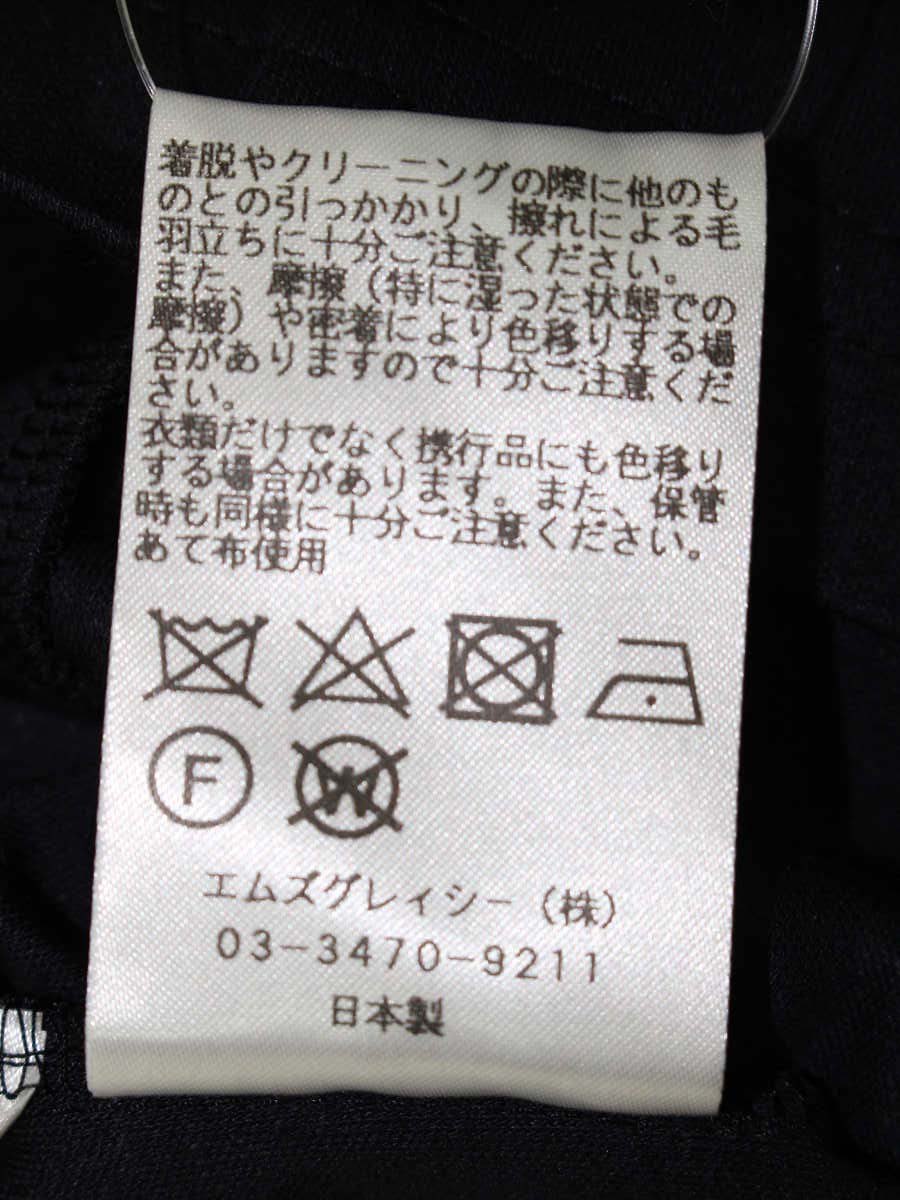 着脱やクリーニングの際に他のも
のとの引っかかり、擦れによる毛
羽立ちに十分ご注意ください。
また、摩擦（特に湿った状態での
摩擦）や密着により色移りする場
合がありますので十分ご注意くだ
さい。
衣類だけでなく携行品にも色移り
する場合があります。また、保管
時も同様に十分ご注意ください。
あて布使用
F
W
エムズグレイシー（株）
03-3470-9211
日本製